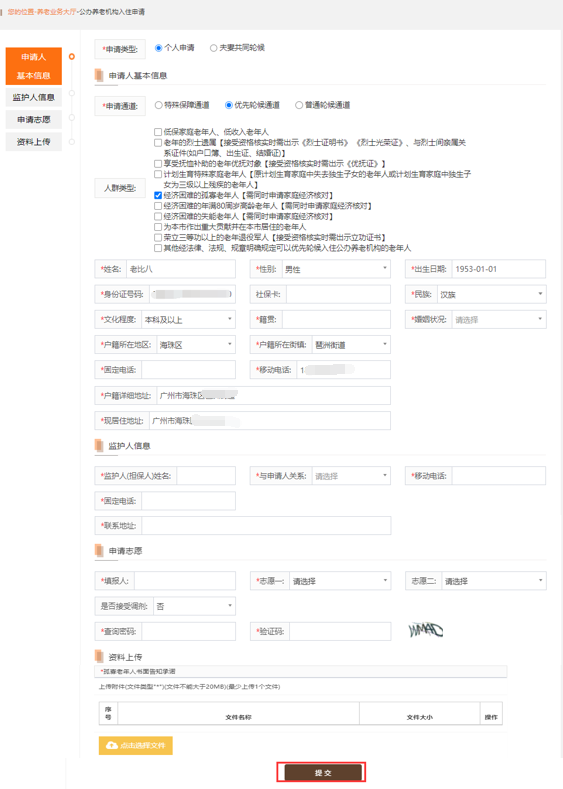 您的位置-养老业务大厅>公办养老机构入住申请
申请人
基本信息
监护人信息
申请志愿
资料上传
*申请类型: 个人申请 夫妻共同轮候
申请人基本信息
*申请通道: 特殊保障通道 优先轮候通道 普通轮候通道
人群类型:
低保家庭老年人、低收入老年人
老年的烈士遗属【接受资格核实时需出示《烈士证明书》《烈士光荣证》、与烈士间亲属关
系证件(如户口簿、出生证、结婚证)】
享受抚恤补助的老年优抚对象【接受资格核实时需出示《优抚证》】
计划生育特殊家庭老年人【原计划生育家庭中失去独生子女的老年人或计划生育家庭中独生子
女为三级以上残疾的老年人】
经济困难的孤寡老年人【需同时申请家庭经济核对】
经济困难的年满80周岁高龄老年人【需同时申请家庭经济核对】
经济困难的失能老年人【需同时申请家庭经济核对】
为本市作出重大贡献并在本市居住的老年人
荣立三等功以上的老年退役军人【接受资格核实时需出示立功证书】
其他经法律、法规、规章明确规定可以优先轮候入住公办养老机构的老年人
*姓名: 老比八 *性别: 男性 *出生日期: 1953-01-01
*身份证号码: 社保卡: *民族: 汉族
*文化程度: 本科及以上 *籍贯: *婚姻状况: 请选择
*户籍所在地区: 海珠区 *户籍所在街镇: 琶洲街道
*固定电话: *移动电话: 1
*户籍详细地址: 广州市海珠区
*现居住地址: 广州市海珠
监护人信息
*监护人(担保人)姓名: *与申请人关系: 请选择 *移动电话:
*固定电话:
*联系地址:
申请志愿
*填报人: *志愿一: 请选择 志愿二: 请选择
是否接受调剂: 否
*查询密码: *验证码:
资料上传
*孤寡老年人书面告知承诺
上传附件(文件类型"*")(文件不能大于20MB)(最少上传1个文件)
序号 文件名称 文件大小 操作
点击选择文件
提 交